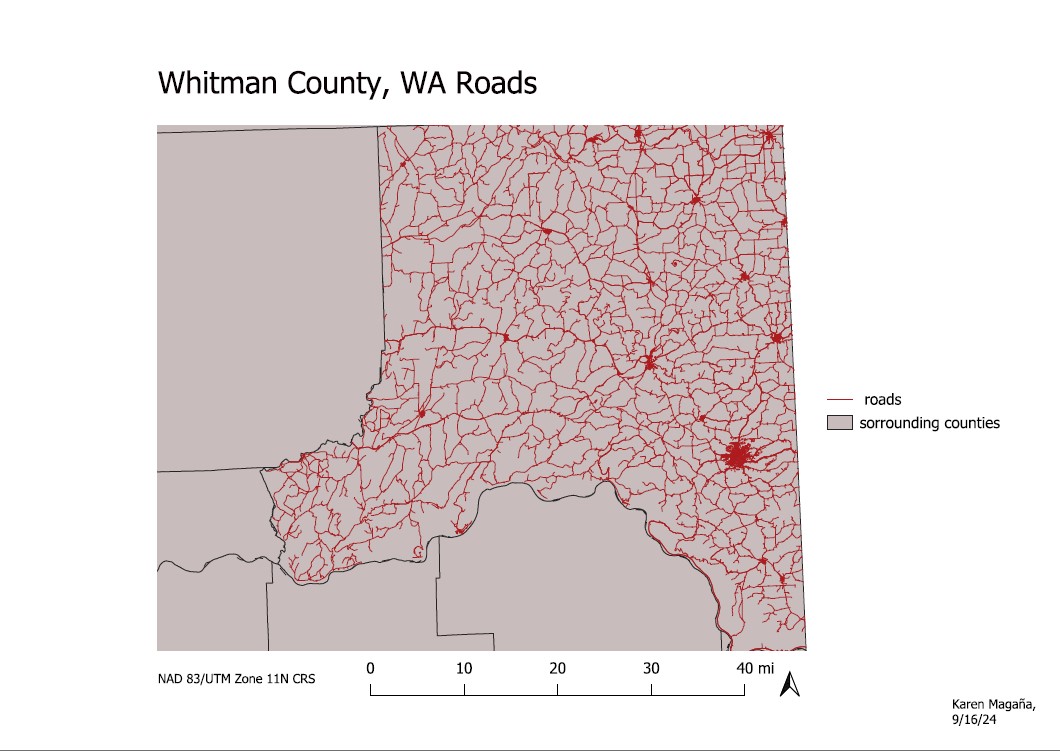 Whitman County, WA Roads
roads
sorrounding counties
0 10 20 30 40 mi
NAD 83/UTM Zone 11N CRS
Karen Magaña,
9/16/24